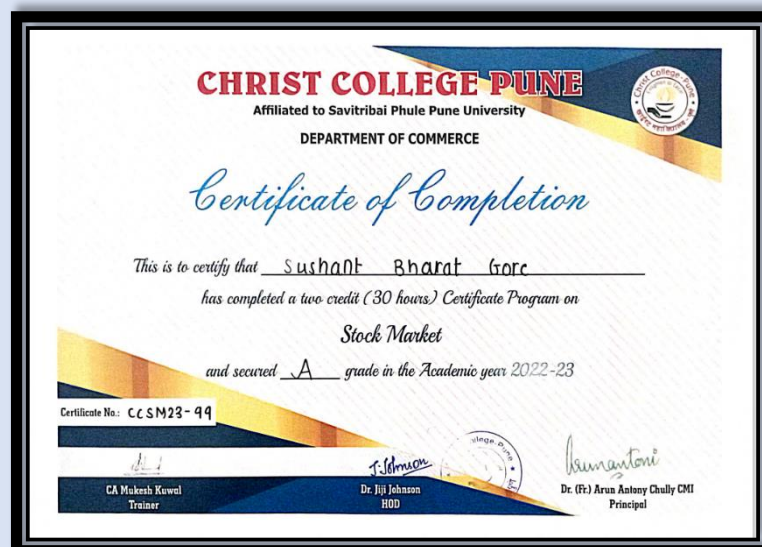 CHRIST COLLEGE PUNE
Affiliated to Savitribai Phule Pune University
DEPARTMENT OF COMMERCE
Certificate of Completion
This is to certify that Sushant Bharat Gore
has completed a two credit (30 hours) Certificate Program on
Stock Market
and secured A grade in the Academic year 2022-23
Certificate No.: CCSM23-99
J. Johnson
CA Mukesh Kuwal
Trainer
Dr. Jiji Johnson
HOD
Dr. (Fr.) Arun Antony Chully CMI
Principal